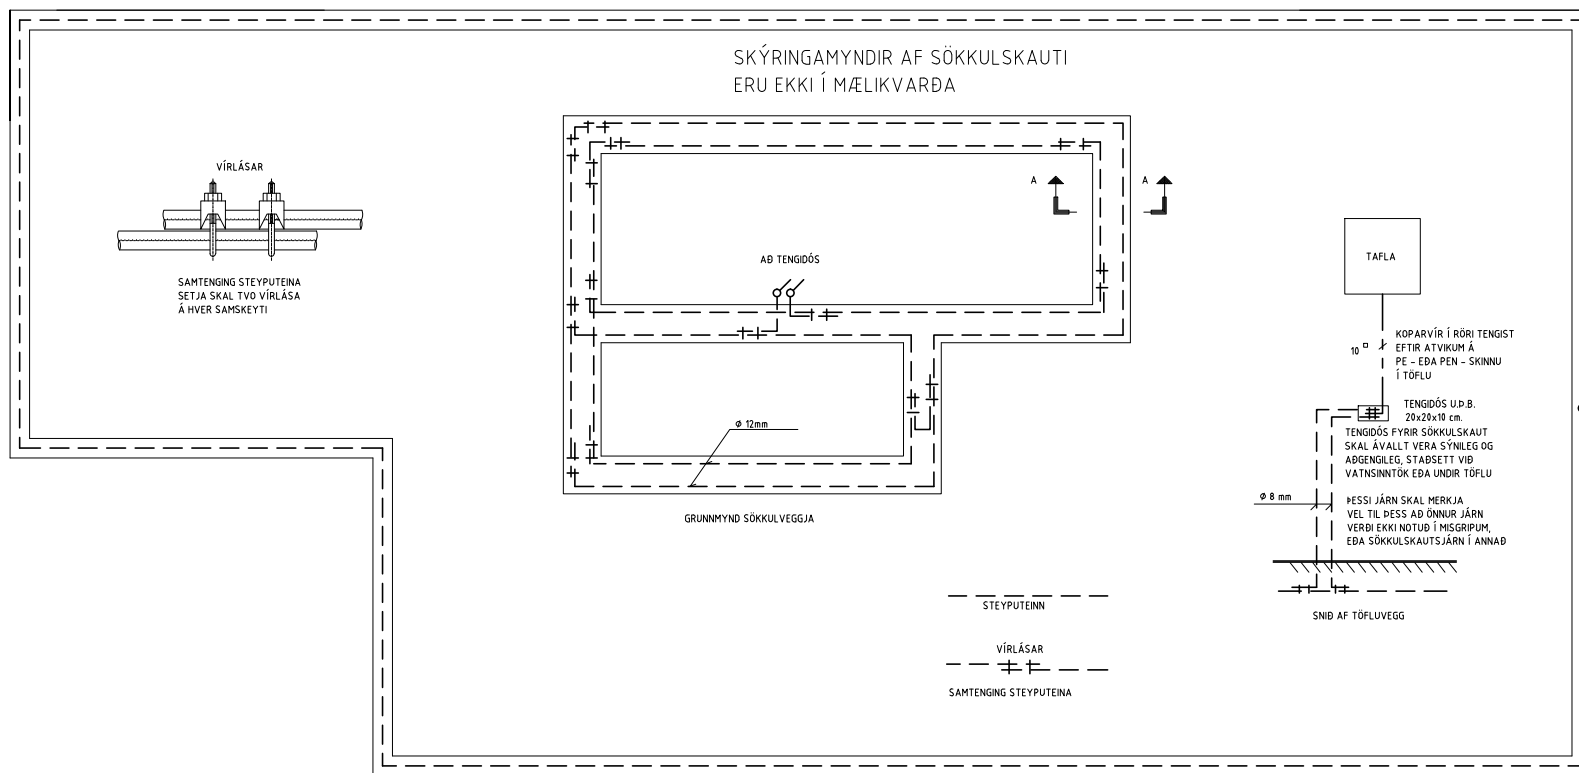 SKÝRINGAMYNDIR AF SÖKKULSKAUTI
ERU EKKI Í MÆLIKVARÐA
VÍRLÁSAR
SAMTENGING STEYPUTEINA
SETJA SKAL TVO VÍRLÁSA
Á HVER SAMSKEYTI
A
A
AÐ TENGIDÓS
Ø 12mm
GRUNNMYND SÖKKULVEGGJA
TAFLA
KOPARVÍR Í RÖRI TENGIST
EFTIR ATVIKUM Á
PE - EÐA PEN - SKINNU
Í TÖFLU
10 □
TENGIDÓS U.Þ.B.
20x20x10 cm.
TENGIDÓS FYRIR SÖKKULSKAUT
SKAL ÁVALLT VERA SÝNILEG OG
AÐGENGILEG, STAÐSETT VIÐ
VATNSINNTÖK EÐA UNDIR TÖFLU
Ø 8 mm
ÞESSI JÁRN SKAL MERKJA
VEL TIL ÞESS AÐ ÖNNUR JÁRN
VERÐI EKKI NOTUÐ Í MISGRIPUM,
EÐA SÖKKULSKAUTSJÁRN Í ANNAÐ
SNIÐ AF TÖFLUVEGG
STEYPUTEINN
VÍRLÁSAR
SAMTENGING STEYPUTEINA